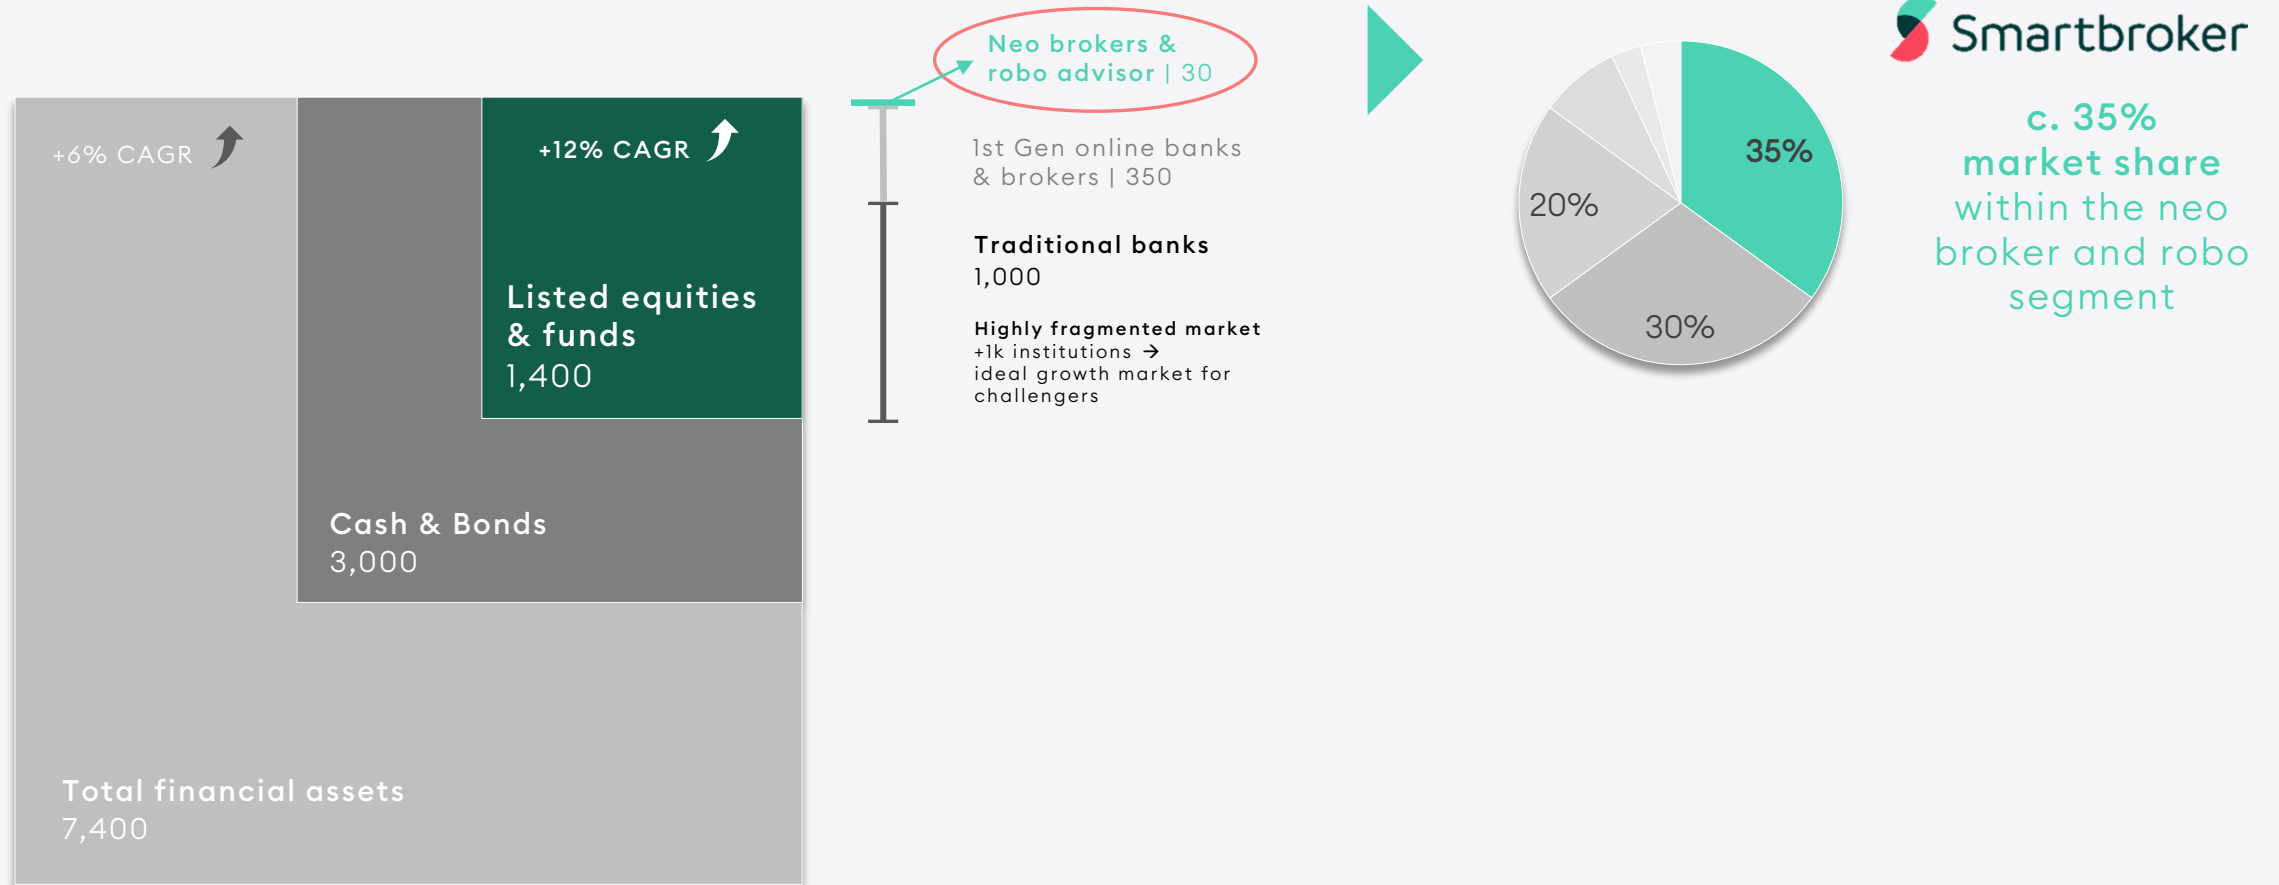 +6% CAGR
+12% CAGR
Listed equities
& funds
1,400
Cash & Bonds
3,000
Total financial assets
7,400
Neo brokers &
robo advisor | 30
1st Gen online banks
& brokers | 350
Traditional banks
1,000
Highly fragmented market
+1k institutions →
ideal growth market for
challengers
35%
20%
30%
Smartbroker
c. 35%
market share
within the neo
broker and robo
segment